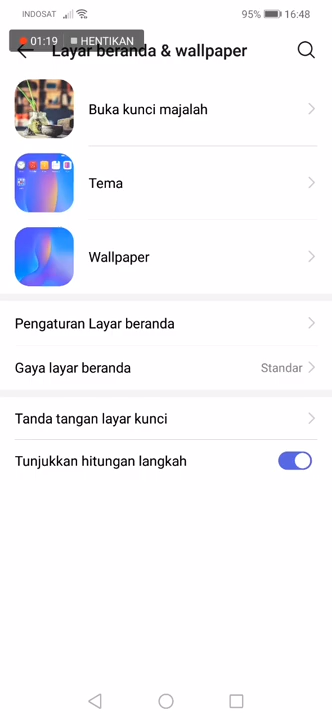 INDOSAT 95% 16:48
01:19 HENTIKAN
Layar beranda & wallpaper
Buka kunci majalah
Tema
Wallpaper
Pengaturan Layar beranda
Gaya layar beranda Standar
Tanda tangan layar kunci
Tunjukkan hitungan langkah